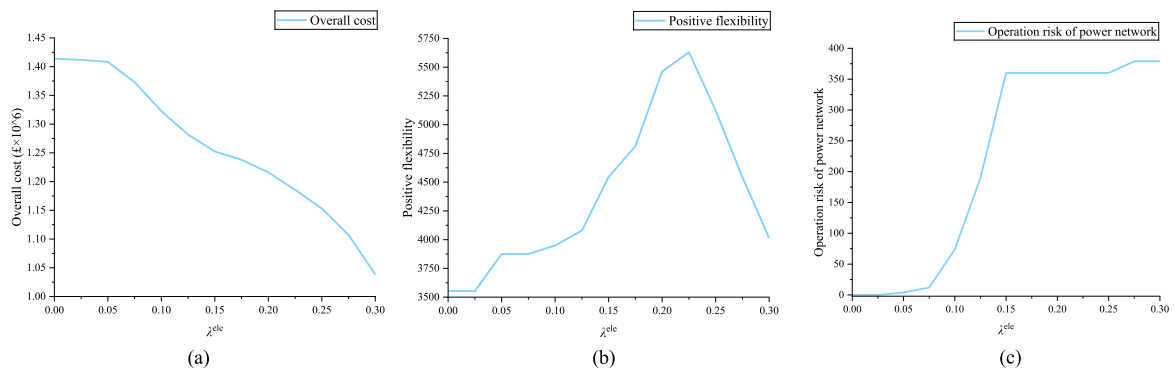 Overall cost
1.45
1.40
1.35
1.30
1.25
1.20
1.15
1.10
1.05
1.00
Overall cost (£×10^6)
0.00 0.05 0.10 0.15 0.20 0.25 0.30
λele
(a)
Positive flexibility
5750
5500
5250
5000
4750
4500
4250
4000
3750
3500
Positive flexibility
0.00 0.05 0.10 0.15 0.20 0.25 0.30
λele
(b)
Operation risk of power network
400
350
300
250
200
150
100
50
0
Operation risk of power network
0.00 0.05 0.10 0.15 0.20 0.25 0.30
λele
(c)